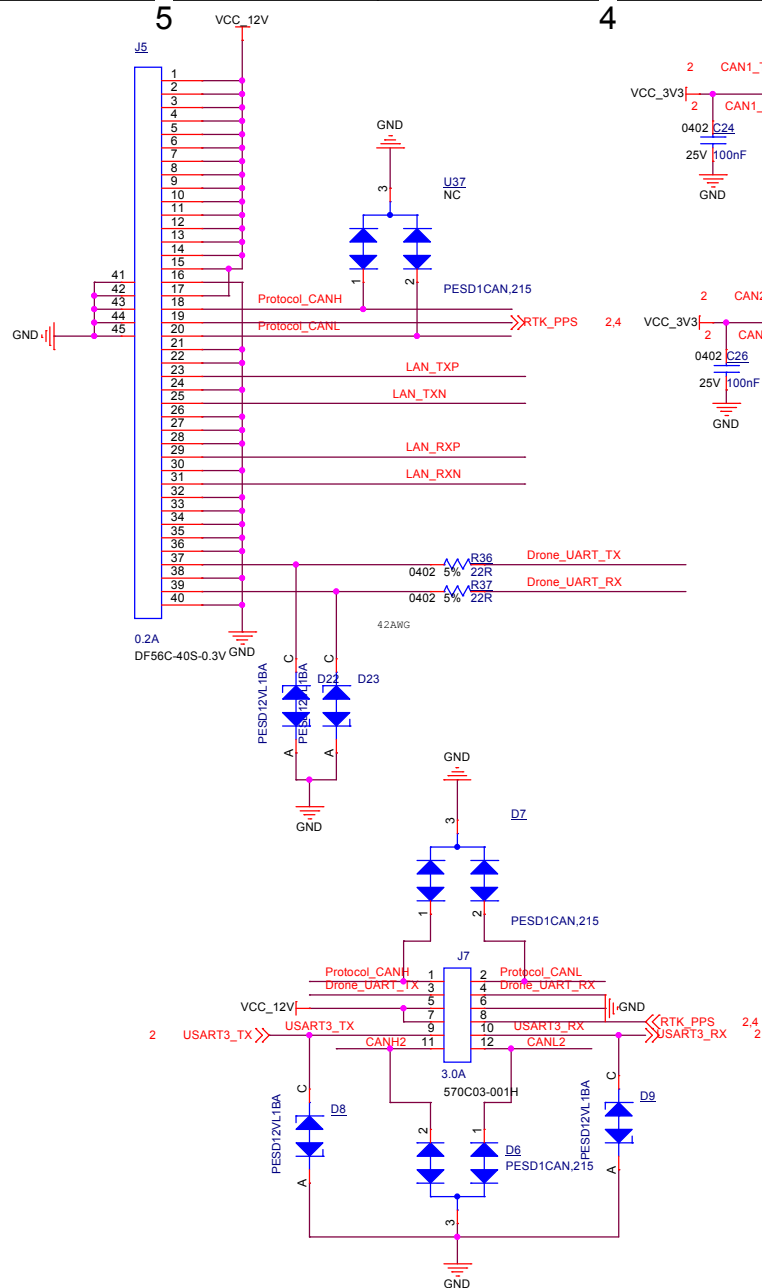 5
4
VCC_12V
J5
1
2
3
4
5
6
7
8
9
10
11
12
13
14
15
16
17
18
19
20
21
22
23
24
25
26
27
28
29
30
31
32
33
34
35
36
37
38
39
40
41
42
43
44
45
GND
0.2A
DF56C-40S-0.3V
GND
GND
3
U37
NC
1
2
PESD1CAN,215
Protocol_CANH
RTK_PPS 2,4
Protocol_CANL
LAN_TXP
LAN_TXN
LAN_RXP
LAN_RXN
R36
Drone_UART_TX
0402 5% 22R
R37
Drone_UART_RX
0402 5% 22R
42AWG
C
C
PESD12VL1BA
PESD12VL1BA
D22
D23
A
A
GND
2 CAN1_T
VCC_3V3
2 CAN1_
0402 C24
25V 100nF
GND
2 CAN2
VCC_3V3
2 CAN
0402 C26
25V 100nF
GND
GND
3
D7
1
2
PESD1CAN,215
J7
Protocol_CANH 1 2 Protocol_CANL
Drone_UART_TX 3 4 Drone_UART_RX
VCC_12V 5 6 GND
7 8 RTK_PPS 2,4
2 USART3_TX USART3_TX 9 10 USART3_RX USART3_RX 2
CANH2 11 12 CANL2
3.0A
570C03-001H
C
D8
PESD12VL1BA
A
2
1
D6
PESD1CAN,215
3
C
D9
PESD12VL1BA
A
GND